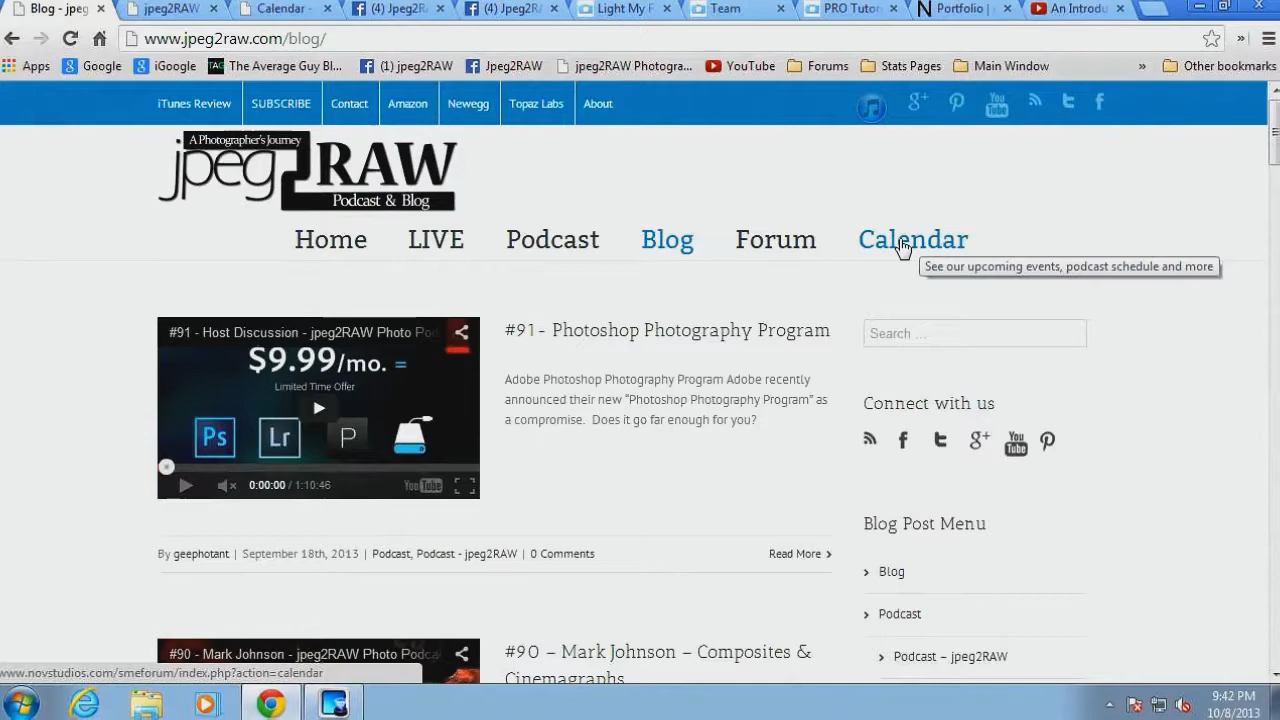 Blog - jpeg
jpeg2RAW
Calendar -
(4) Jpeg2
(4) Jpeg2R
Light My F
Team
PRO Tutor
Portfolio |
An Introdu
www.jpeg2raw.com/blog/
Apps
Google
iGoogle
TAG
The Average Guy Bl...
(1) jpeg2RAW
Jpeg2RAW
jpeg2RAW Photogra...
YouTube
Forums
Stats Pages
Main Window
»
Other bookmarks
iTunes Review
SUBSCRIBE
Contact
Amazon
Newegg
Topaz Labs
About
A Photographer's Journey
jpeg2RAW
Podcast & Blog
Home
LIVE
Podcast
Blog
Forum
Calendar
See our upcoming events, podcast schedule and more
#91 - Host Discussion - jpeg2RAW Photo Pod
$9.99/mo. =
Limited Time Offer
Ps
Lr
P
0:00:00 / 1:10:46
YouTube
#91- Photoshop Photography Program
Adobe Photoshop Photography Program Adobe recently
announced their new “Photoshop Photography Program” as
a compromise. Does it go far enough for you?
By geephotant | September 18th, 2013 | Podcast, Podcast - jpeg2RAW | 0 Comments
Read More
Search ...
Connect with us
Blog Post Menu
Blog
Podcast
Podcast – jpeg2RAW
#90 - Mark Johnson - jpeg2RAW Photo Podca
#90 – Mark Johnson – Composites &
Cinemagraphs
www.novstudios.com/smeforum/index.php?action=calendar
9:42 PM
10/8/2013